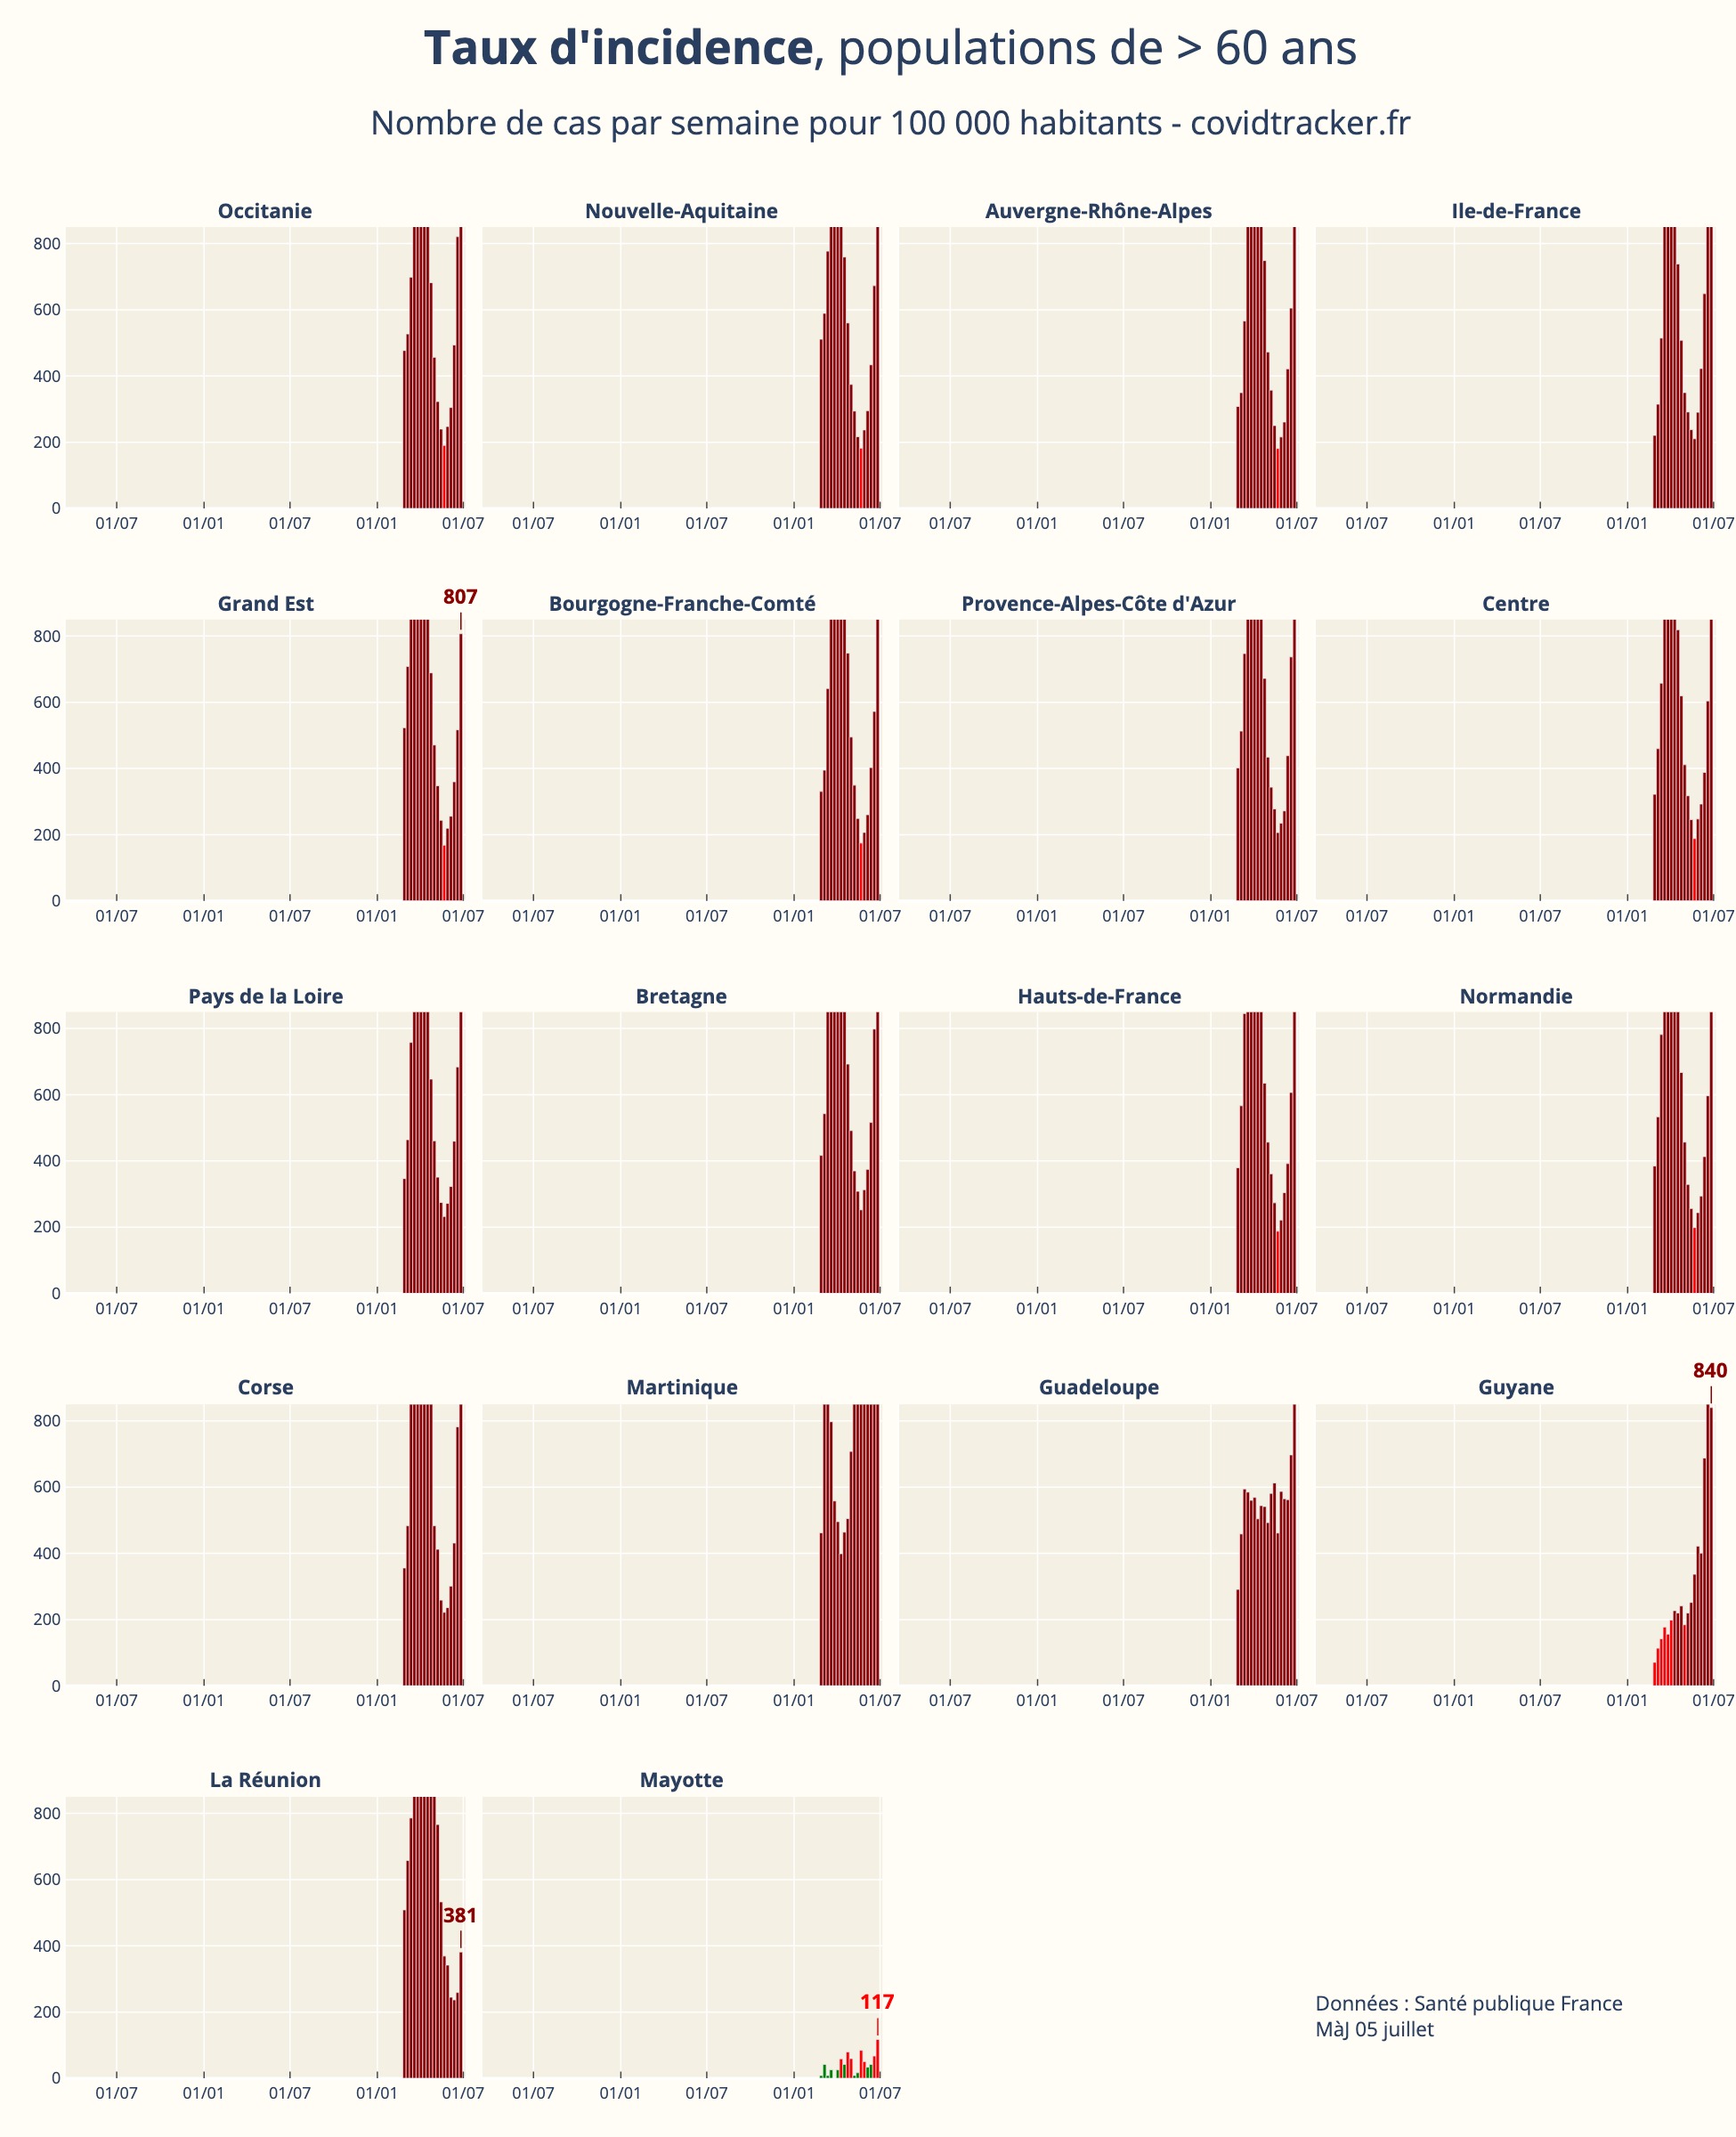 Taux d'incidence, populations de > 60 ans
Nombre de cas par semaine pour 100 000 habitants - covidtracker.fr
Occitanie Nouvelle-Aquitaine Auvergne-Rhône-Alpes Ile-de-France
800
600
400
200
0
01/07 01/01 01/07 01/01 01/07 01/07 01/01 01/07 01/01 01/07 01/07 01/01 01/07 01/01 01/07 01/07 01/01 01/07 01/01 01/07
807
Grand Est Bourgogne-Franche-Comté Provence-Alpes-Côte d'Azur Centre
800
600
400
200
0
01/07 01/01 01/07 01/01 01/07 01/07 01/01 01/07 01/01 01/07 01/07 01/01 01/07 01/01 01/07 01/07 01/01 01/07 01/01 01/07
Pays de la Loire Bretagne Hauts-de-France Normandie
800
600
400
200
0
01/07 01/01 01/07 01/01 01/07 01/07 01/01 01/07 01/01 01/07 01/07 01/01 01/07 01/01 01/07 01/07 01/01 01/07 01/01 01/07
840
Corse Martinique Guadeloupe Guyane
800
600
400
200
0
01/07 01/01 01/07 01/01 01/07 01/07 01/01 01/07 01/01 01/07 01/07 01/01 01/07 01/01 01/07 01/07 01/01 01/07 01/01 01/07
La Réunion Mayotte
800
600
381
400
117
200
0
01/07 01/01 01/07 01/01 01/07 01/07 01/01 01/07 01/01 01/07
Données : Santé publique France
MàJ 05 juillet